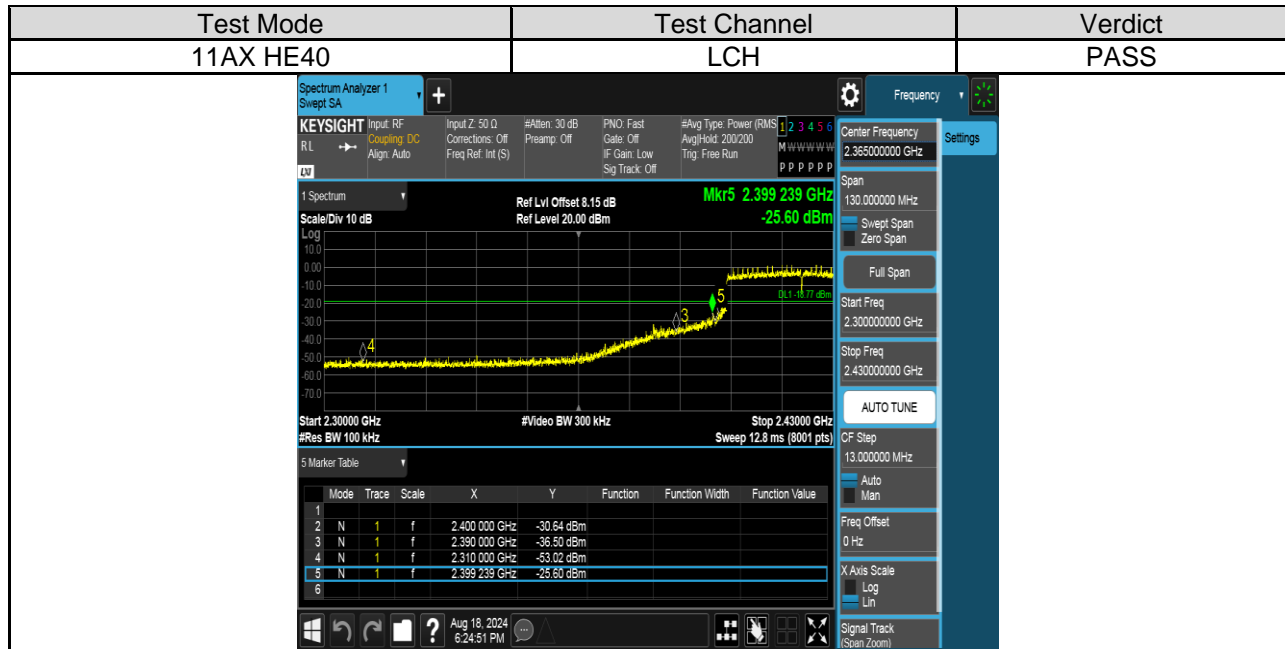 Test Mode Test Channel Verdict
11AX HE40 LCH PASS
Spectrum Analyzer 1
Swept SA
+
Frequency
KEYSIGHT Input: RF Input Z: 50 Ω #Atten: 30 dB PNO: Fast #Avg Type: Power (RMS 1 2 3 4 5 6
RL Coupling: DC Corrections: Off Preamp: Off Gate: Off Avg|Hold: 200/200 M W W W W W
Align: Auto Freq Ref: Int (S) IF Gain: Low Trig: Free Run
LXI Sig Track: Off P P P P P P
Settings
1 Spectrum
Ref Lvl Offset 8.15 dB Mkr5 2.399 239 GHz
Scale/Div 10 dB Ref Level 20.00 dBm -25.60 dBm
Log
10.0
0.00
-10.0
-20.0
-30.0
-40.0
-50.0
-60.0
-70.0
5
DL1 -18.77 dBm
3
4
Start 2.30000 GHz #Video BW 300 kHz Stop 2.43000 GHz
#Res BW 100 kHz Sweep 12.8 ms (8001 pts)
5 Marker Table
Mode Trace Scale X Y Function Function Width Function Value
1
2 N 1 f 2.400 000 GHz -30.64 dBm
3 N 1 f 2.390 000 GHz -36.50 dBm
4 N 1 f 2.310 000 GHz -53.02 dBm
5 N 1 f 2.399 239 GHz -25.60 dBm
6
Center Frequency
2.365000000 GHz
Span
130.000000 MHz
Swept Span
Zero Span
Full Span
Start Freq
2.300000000 GHz
Stop Freq
2.430000000 GHz
AUTO TUNE
CF Step
13.000000 MHz
Auto
Man
Freq Offset
0 Hz
X Axis Scale
Log
Lin
Signal Track
(Span Zoom)
? Aug 18, 2024
6:24:51 PM